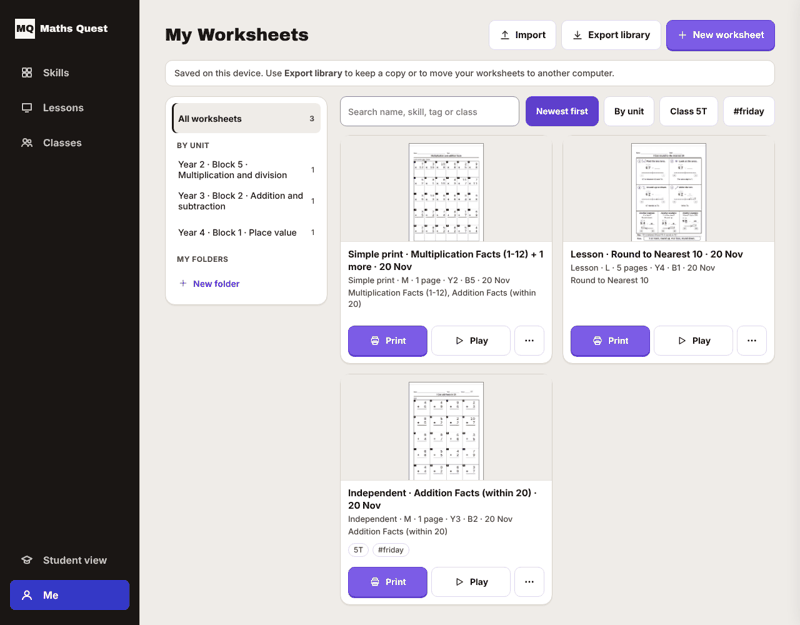 MQ Maths Quest
Skills
Lessons
Classes
Student view
Me
My Worksheets
Import
Export library
+ New worksheet
Saved on this device. Use Export library to keep a copy or to move your worksheets to another computer.
All worksheets 3
BY UNIT
Year 2 · Block 5 ·
Multiplication and division 1
Year 3 · Block 2 · Addition and
subtraction 1
Year 4 · Block 1 · Place value 1
MY FOLDERS
+ New folder
Search name, skill, tag or class
Newest first
By unit
Class 5T
#friday
Simple print · Multiplication Facts (1-12) + 1
more · 20 Nov
Simple print · M · 1 page · Y2 · B5 · 20 Nov
Multiplication Facts (1-12), Addition Facts (within
20)
Print
Play
···
Lesson · Round to Nearest 10 · 20 Nov
Lesson · L · 5 pages · Y4 · B1 · 20 Nov
Round to Nearest 10
Print
Play
···
Independent · Addition Facts (within 20) ·
20 Nov
Independent · M · 1 page · Y3 · B2 · 20 Nov
Addition Facts (within 20)
5T
#friday
Print
Play
···